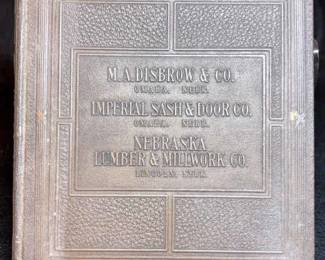 M.A. DISBROW & CO.
OMAHA, NEBR.
IMPERIAL SASH & DOOR CO.
OMAHA, NEBR.
NEBRASKA
LUMBER & MILLWORK CO.
LINCOLN, NEBR.